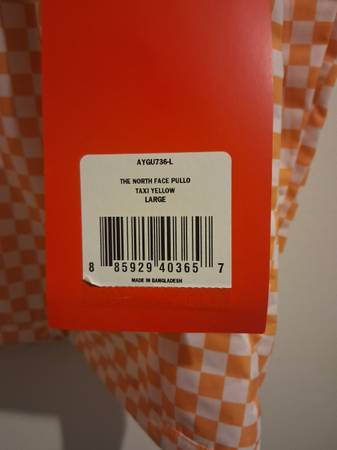 AYGU736-L
THE NORTH FACE PULLO
TAXI YELLOW
LARGE
8 85929 40365 7
MADE IN BANGLADESH